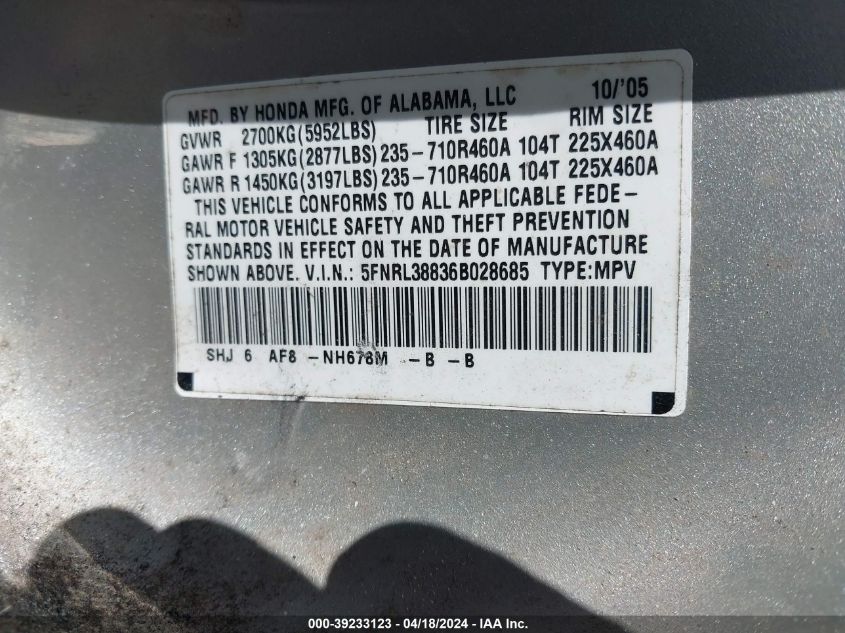 MFD. BY HONDA MFG. OF ALABAMA, LLC 10/'05
GVWR 2700KG(5952LBS) TIRE SIZE RIM SIZE
GAWR F 1305KG(2877LBS) 235-710R460A 104T 225X460A
GAWR R 1450KG(3197LBS) 235-710R460A 104T 225X460A
THIS VEHICLE CONFORMS TO ALL APPLICABLE FEDE-
RAL MOTOR VEHICLE SAFETY AND THEFT PREVENTION
STANDARDS IN EFFECT ON THE DATE OF MANUFACTURE
SHOWN ABOVE. V.I.N.: 5FNRL38836B028685 TYPE:MPV
SHJ 6 AF8 -NH678M -B -B
000-39233123 - 04/18/2024 - IAA Inc.